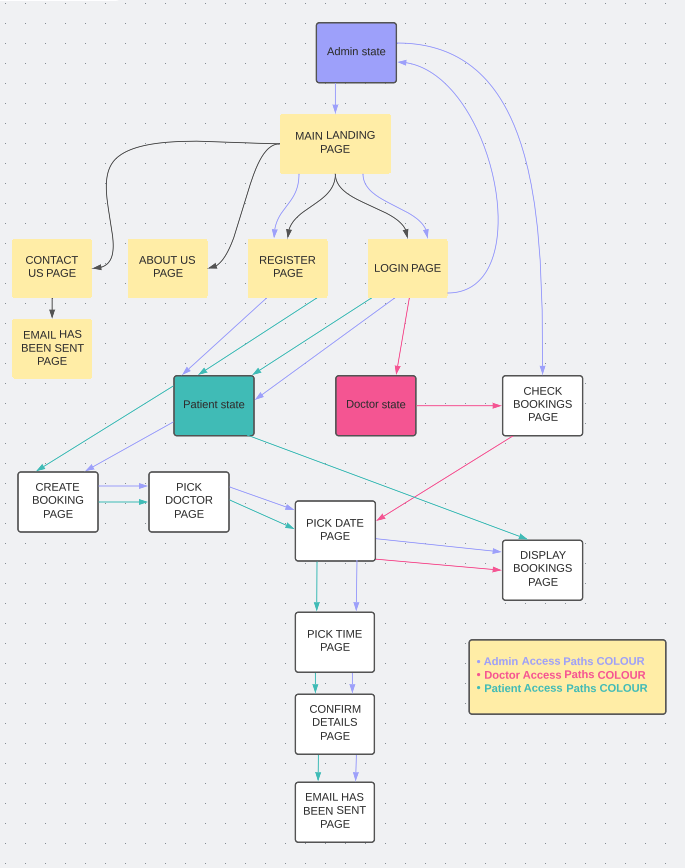 Admin state
MAIN LANDING
PAGE
CONTACT
US PAGE
ABOUT US
PAGE
REGISTER
PAGE
LOGIN PAGE
EMAIL HAS
BEEN SENT
PAGE
Patient state
Doctor state
CHECK
BOOKINGS
PAGE
CREATE
BOOKING
PAGE
PICK
DOCTOR
PAGE
PICK DATE
PAGE
DISPLAY
BOOKINGS
PAGE
PICK TIME
PAGE
• Admin Access Paths COLOUR
• Doctor Access Paths COLOUR
• Patient Access Paths COLOUR
CONFIRM
DETAILS
PAGE
EMAIL HAS
BEEN SENT
PAGE